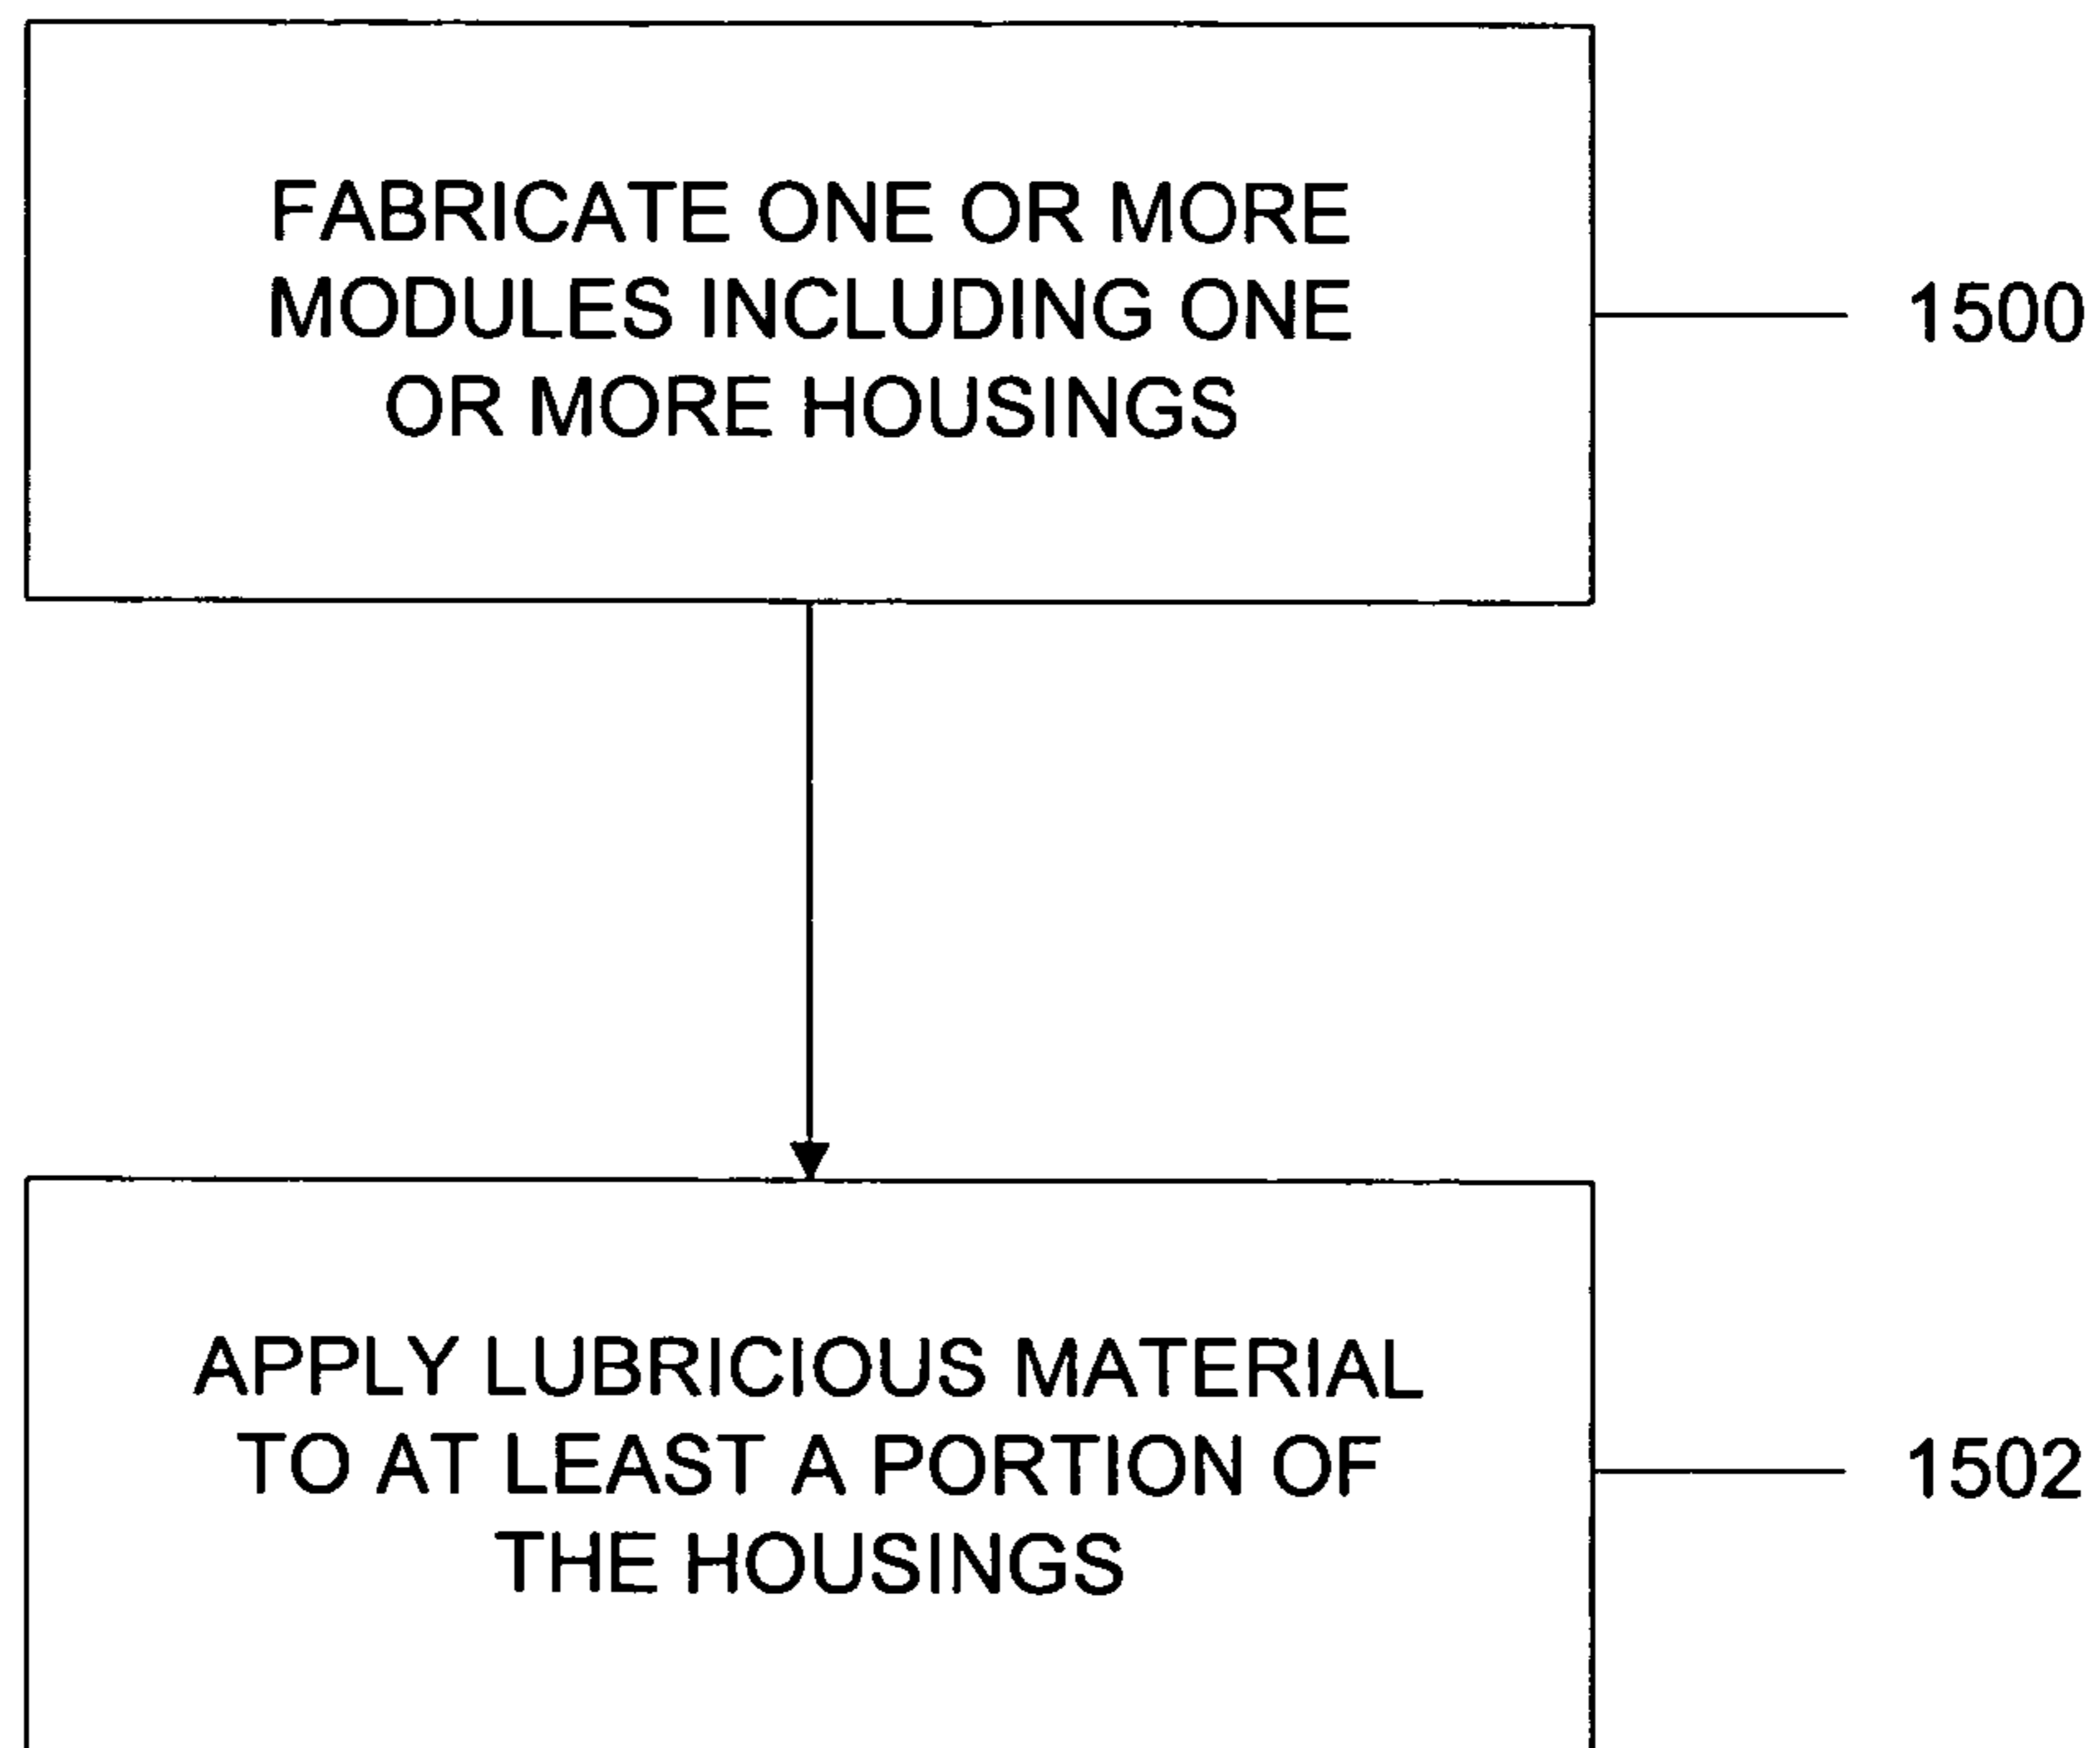 FABRICATE ONE OR MORE
MODULES INCLUDING ONE
OR MORE HOUSINGS
1500
APPLY LUBRICIOUS MATERIAL
TO AT LEAST A PORTION OF
THE HOUSINGS
1502